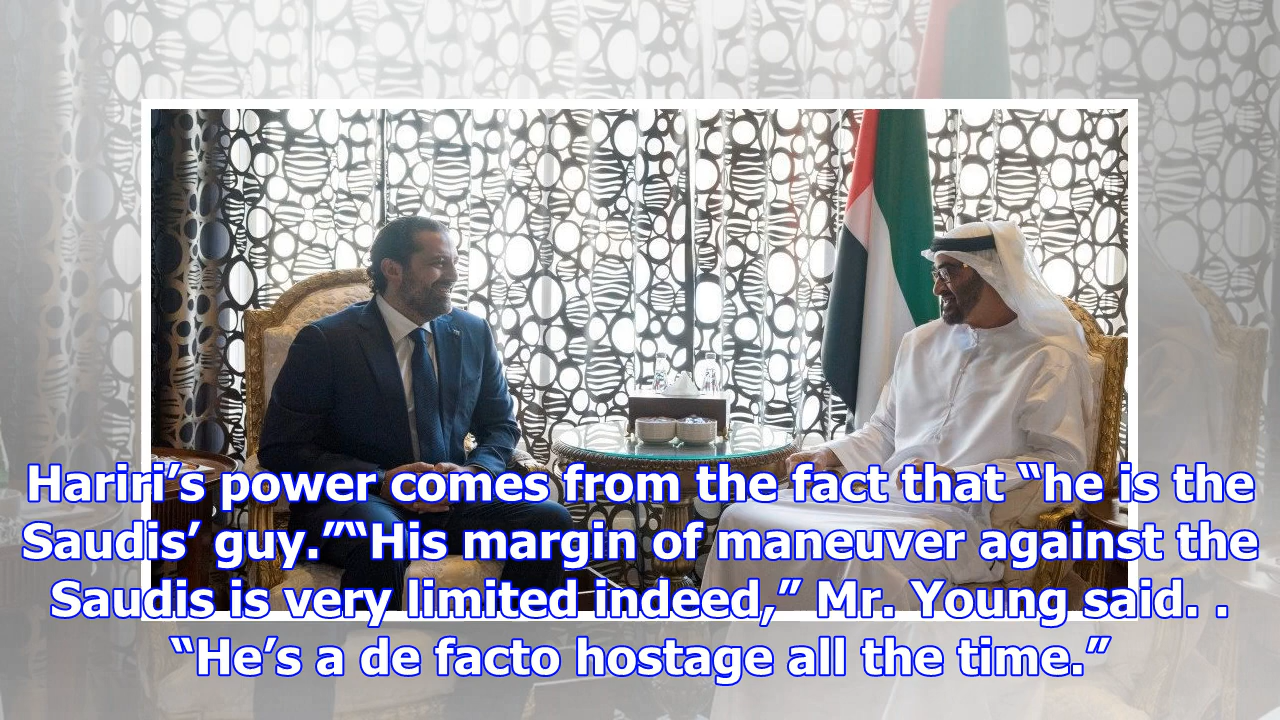 Hariri’s power comes from the fact that “he is the
Saudis’ guy.”“His margin of maneuver against the
Saudis is very limited indeed,” Mr. Young said. .
“He’s a de facto hostage all the time.”